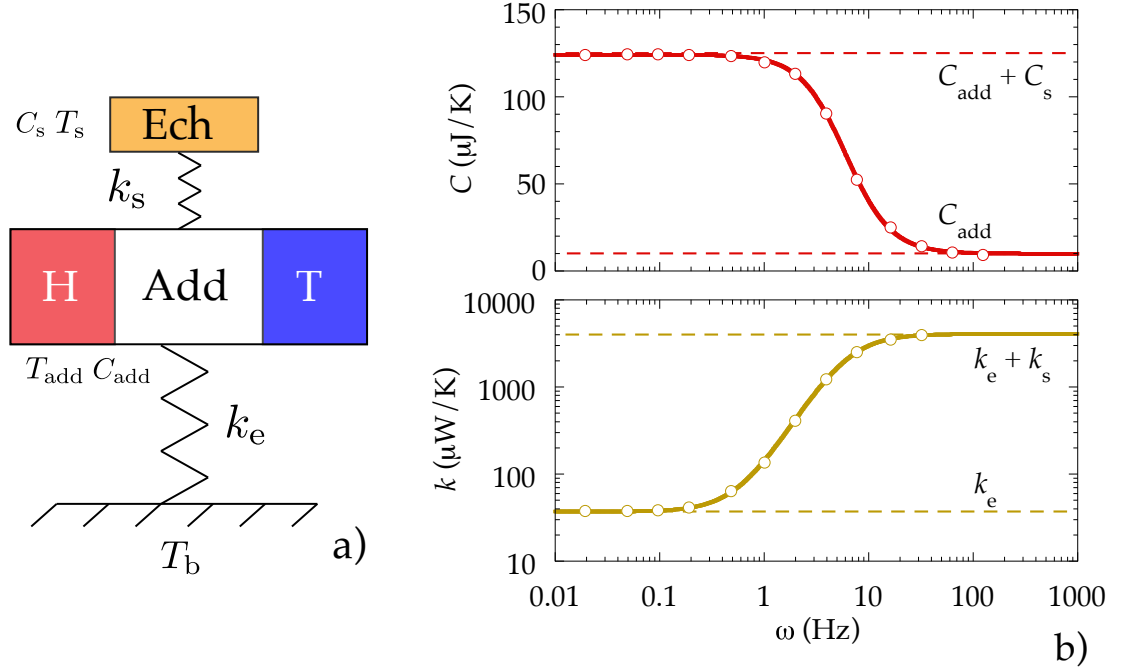 Ech
C_s T_s
k_s
H Add T
T_add C_add
k_e
T_b
a)
150
100
50
0
C (μJ/K)
C_add + C_s
C_add
10000
1000
100
10
k (μW/K)
k_e + k_s
k_e
0.01 0.1 1 10 100 1000
ω (Hz)
b)